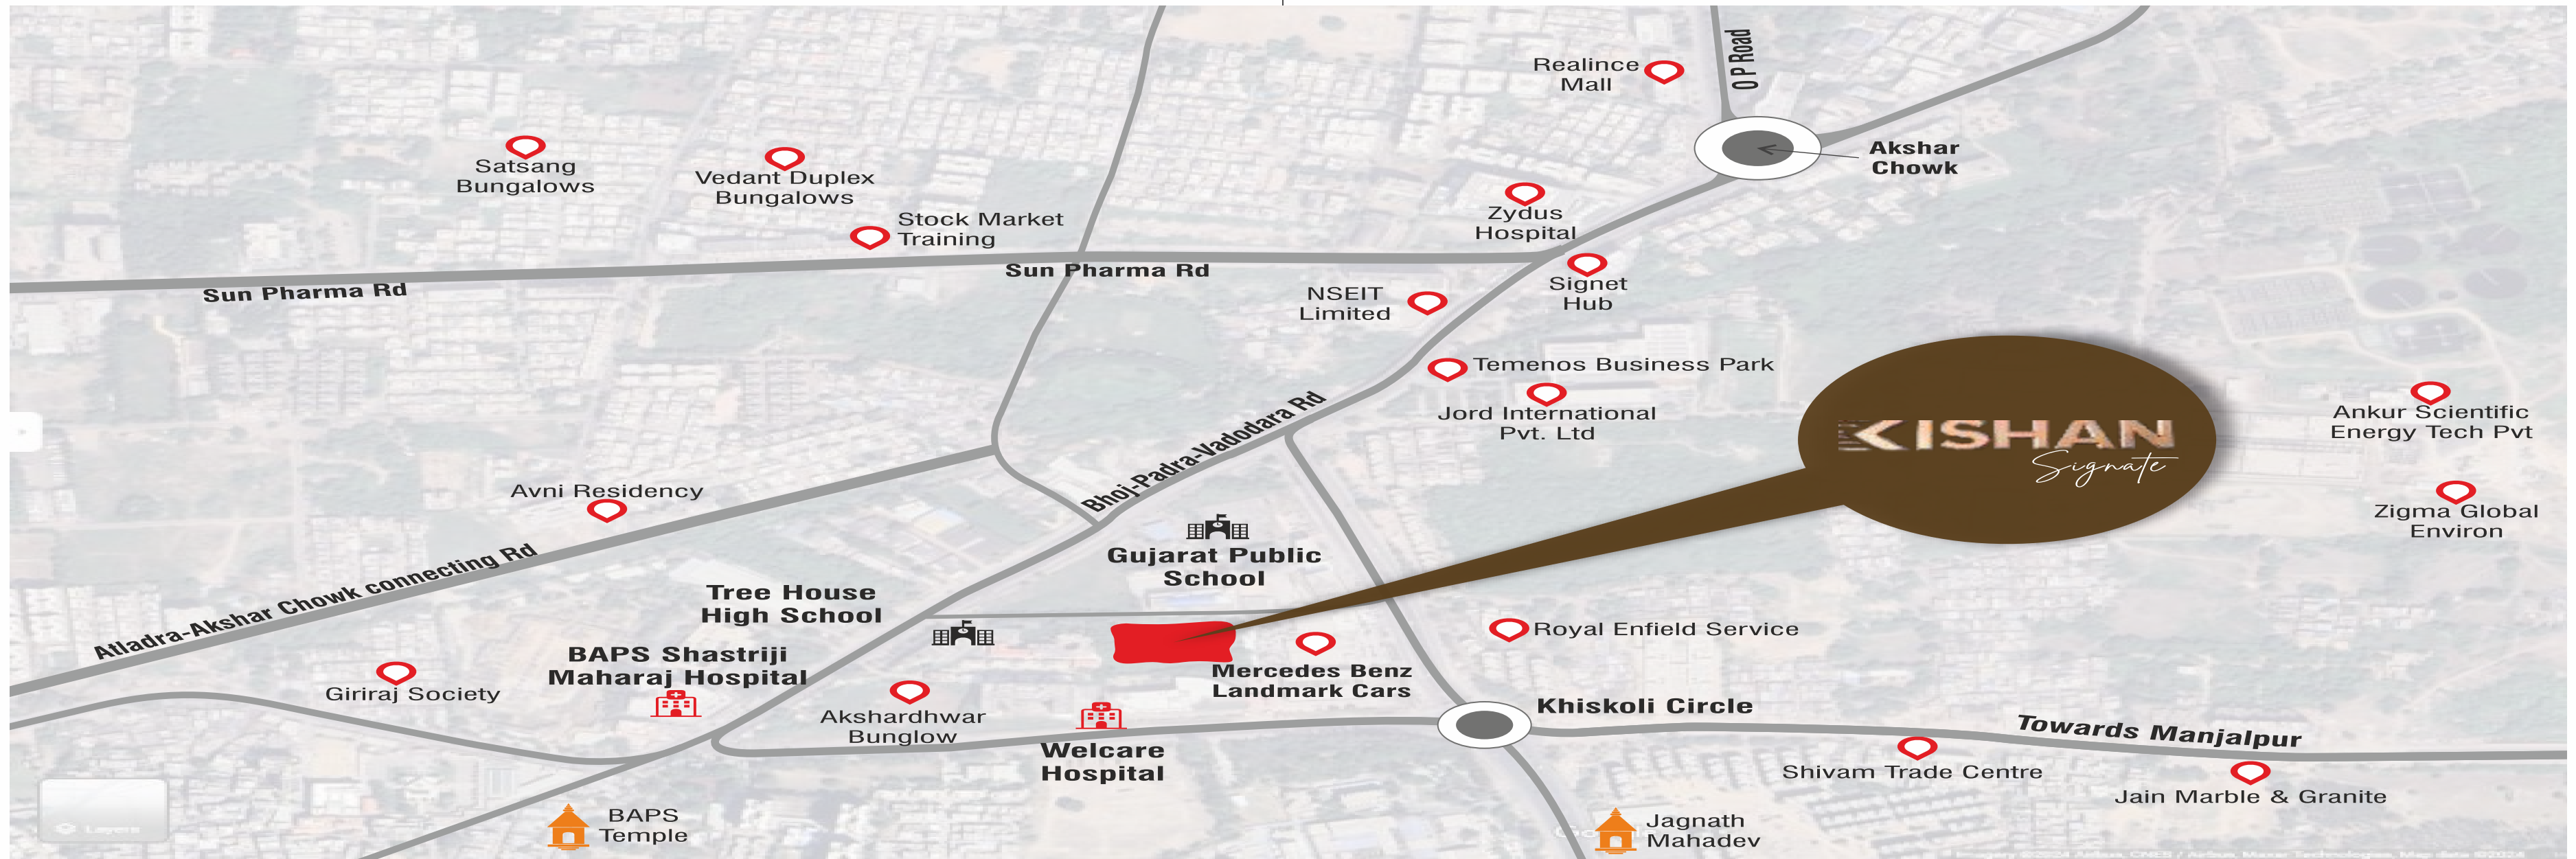 O P Road
Realince
Mall
Akshar
Chowk
Satsang
Bungalows
Vedant Duplex
Bungalows
Stock Market
Training
Zydus
Hospital
Sun Pharma Rd
Sun Pharma Rd
Signet
Hub
NSEIT
Limited
Temenos Business Park
Jord International
Pvt. Ltd
KISHAN
Signate
Ankur Scientific
Energy Tech Pvt
Zigma Global
Environ
Bhoj-Padra-Vadodara Rd
Avni Residency
Atladra-Akshar Chowk connecting Rd
Gujarat Public
School
Tree House
High School
BAPS Shastriji
Maharaj Hospital
Giriraj Society
Royal Enfield Service
Mercedes Benz
Landmark Cars
Akshardhwar
Bunglow
Welcare
Hospital
Khiskoli Circle
Towards Manjalpur
Shivam Trade Centre
Jain Marble & Granite
BAPS
Temple
Jagnath
Mahadev
Layers